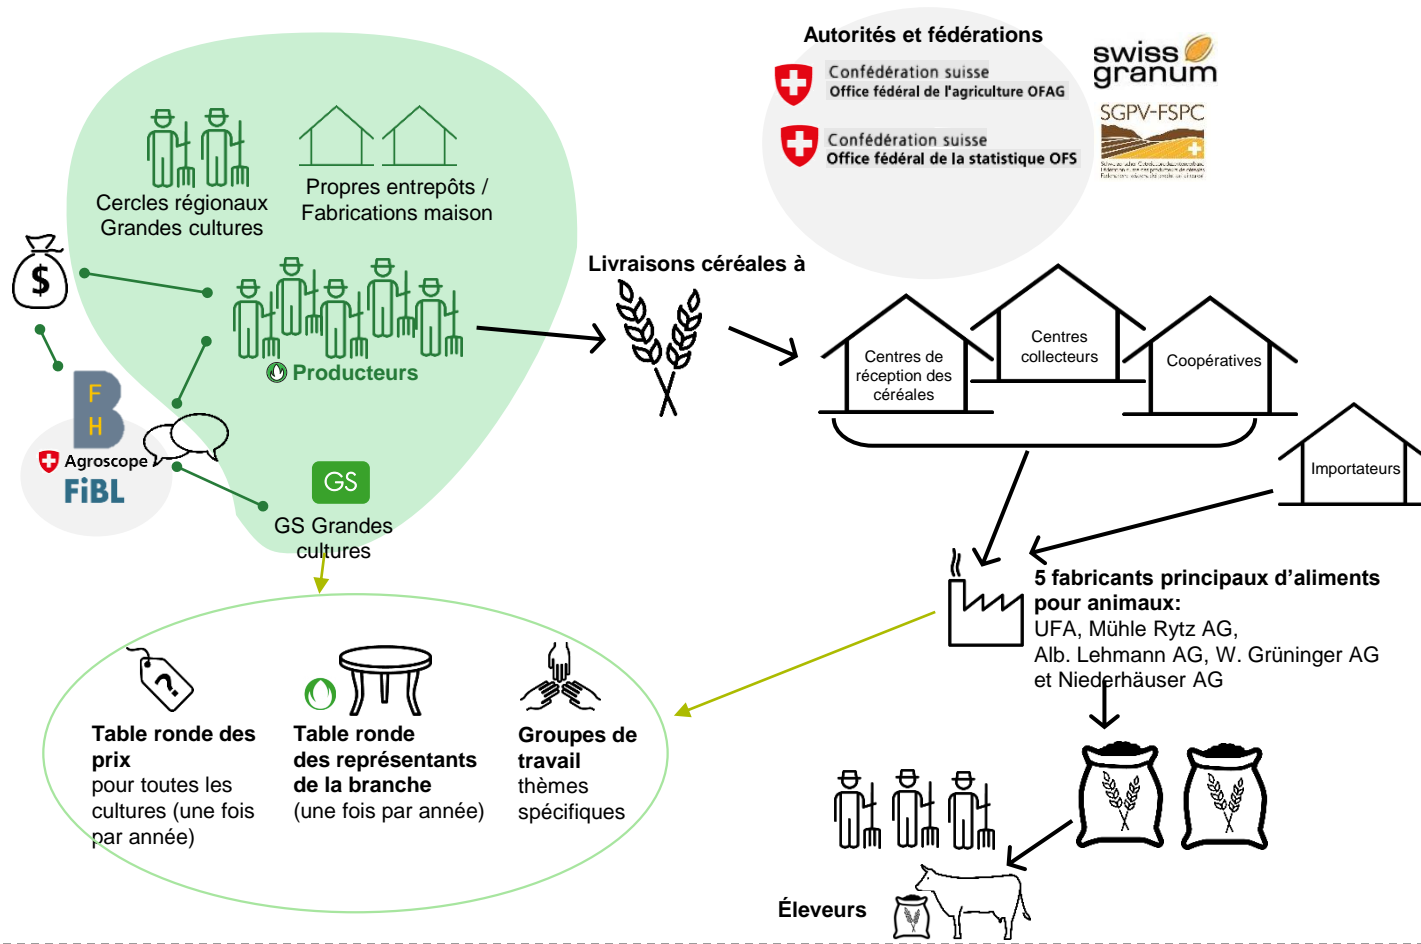 Autorités et fédérations
Confédération suisse
Office fédéral de l'agriculture OFAG
Confédération suisse
Office fédéral de la statistique OFS
swiss
granum
SGPV-FSPC
Cercles régionaux
Grandes cultures
Propres entrepôts /
Fabrications maison
$
Producteurs
Livraisons céréales à
Centres de
réception des
céréales
Centres
collecteurs
Coopératives
Importateurs
B
F
H
Agroscope
FiBL
GS
GS Grandes
cultures
5 fabricants principaux d'aliments
pour animaux:
UFA, Mühle Rytz AG,
Alb. Lehmann AG, W. Grüninger AG
et Niederhäuser AG
?
Table ronde des
prix
pour toutes les
cultures (une fois
par année)
Table ronde
des représentants
de la branche
(une fois par année)
Groupes de
travail
thèmes
spécifiques
Éleveurs